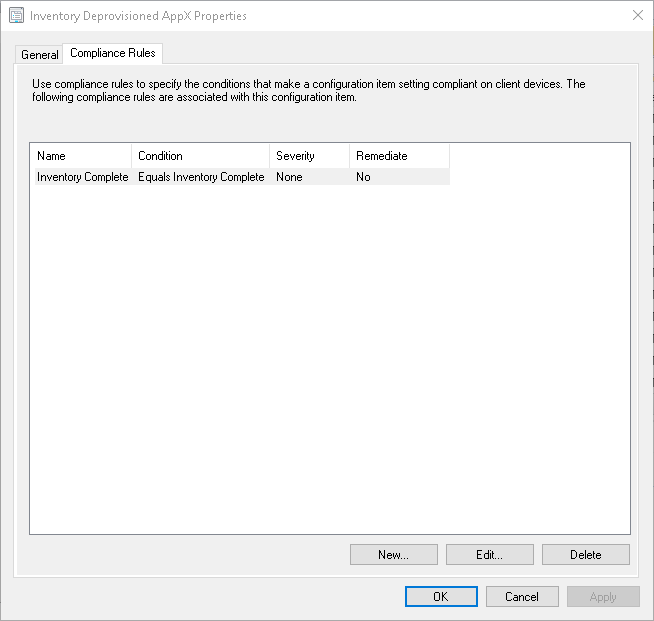 Inventory Deprovisioned AppX Properties
General Compliance Rules
Use compliance rules to specify the conditions that make a configuration item setting compliant on client devices. The
following compliance rules are associated with this configuration item.
Name Condition Severity Remediate
Inventory Complete Equals Inventory Complete None No
New... Edit... Delete
OK Cancel Apply